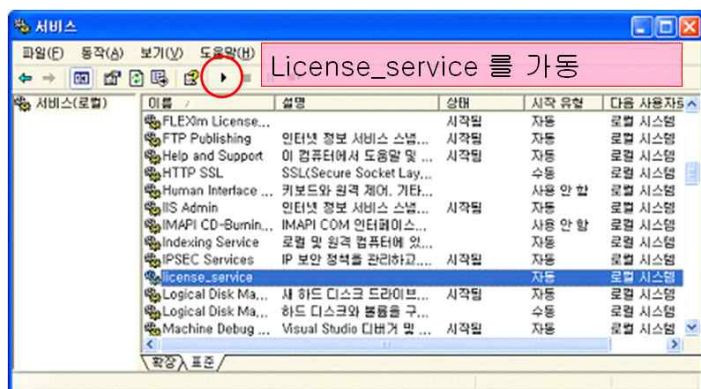 서비스
파일(F) 동작(A) 보기(V) 도움말(H)
License_service 를 가동
서비스(로컬)
이름 설명 상태 시작 유형 다음 사용자로
FLEXlm License... 시작됨 자동 로컬 시스템
FTP Publishing 인터넷 정보 서비스 스냅... 시작됨 자동 로컬 시스템
Help and Support 이 컴퓨터에서 도움말 및 ... 시작됨 자동 로컬 시스템
HTTP SSL SSL(Secure Socket Lay... 수동 로컬 시스템
Human Interface ... 키보드와 원격 제어, 기타... 사용 안 함 로컬 시스템
IIS Admin 인터넷 정보 서비스 스냅... 시작됨 자동 로컬 시스템
IMAPI CD-Burnin... IMAPI COM 인터페이스... 사용 안 함 로컬 시스템
Indexing Service 로컬 및 원격 컴퓨터에 있... 자동 로컬 시스템
IPSEC Services IP 보안 정책을 관리하고... 시작됨 자동 로컬 시스템
license_service 자동 로컬 시스템
Logical Disk Ma... 새 하드 디스크 드라이브... 시작됨 자동 로컬 시스템
Logical Disk Ma... 하드 디스크와 볼륨을 구... 수동 로컬 시스템
Machine Debug ... Visual Studio 디버거 및 ... 시작됨 자동 로컬 시스템
확장 표준